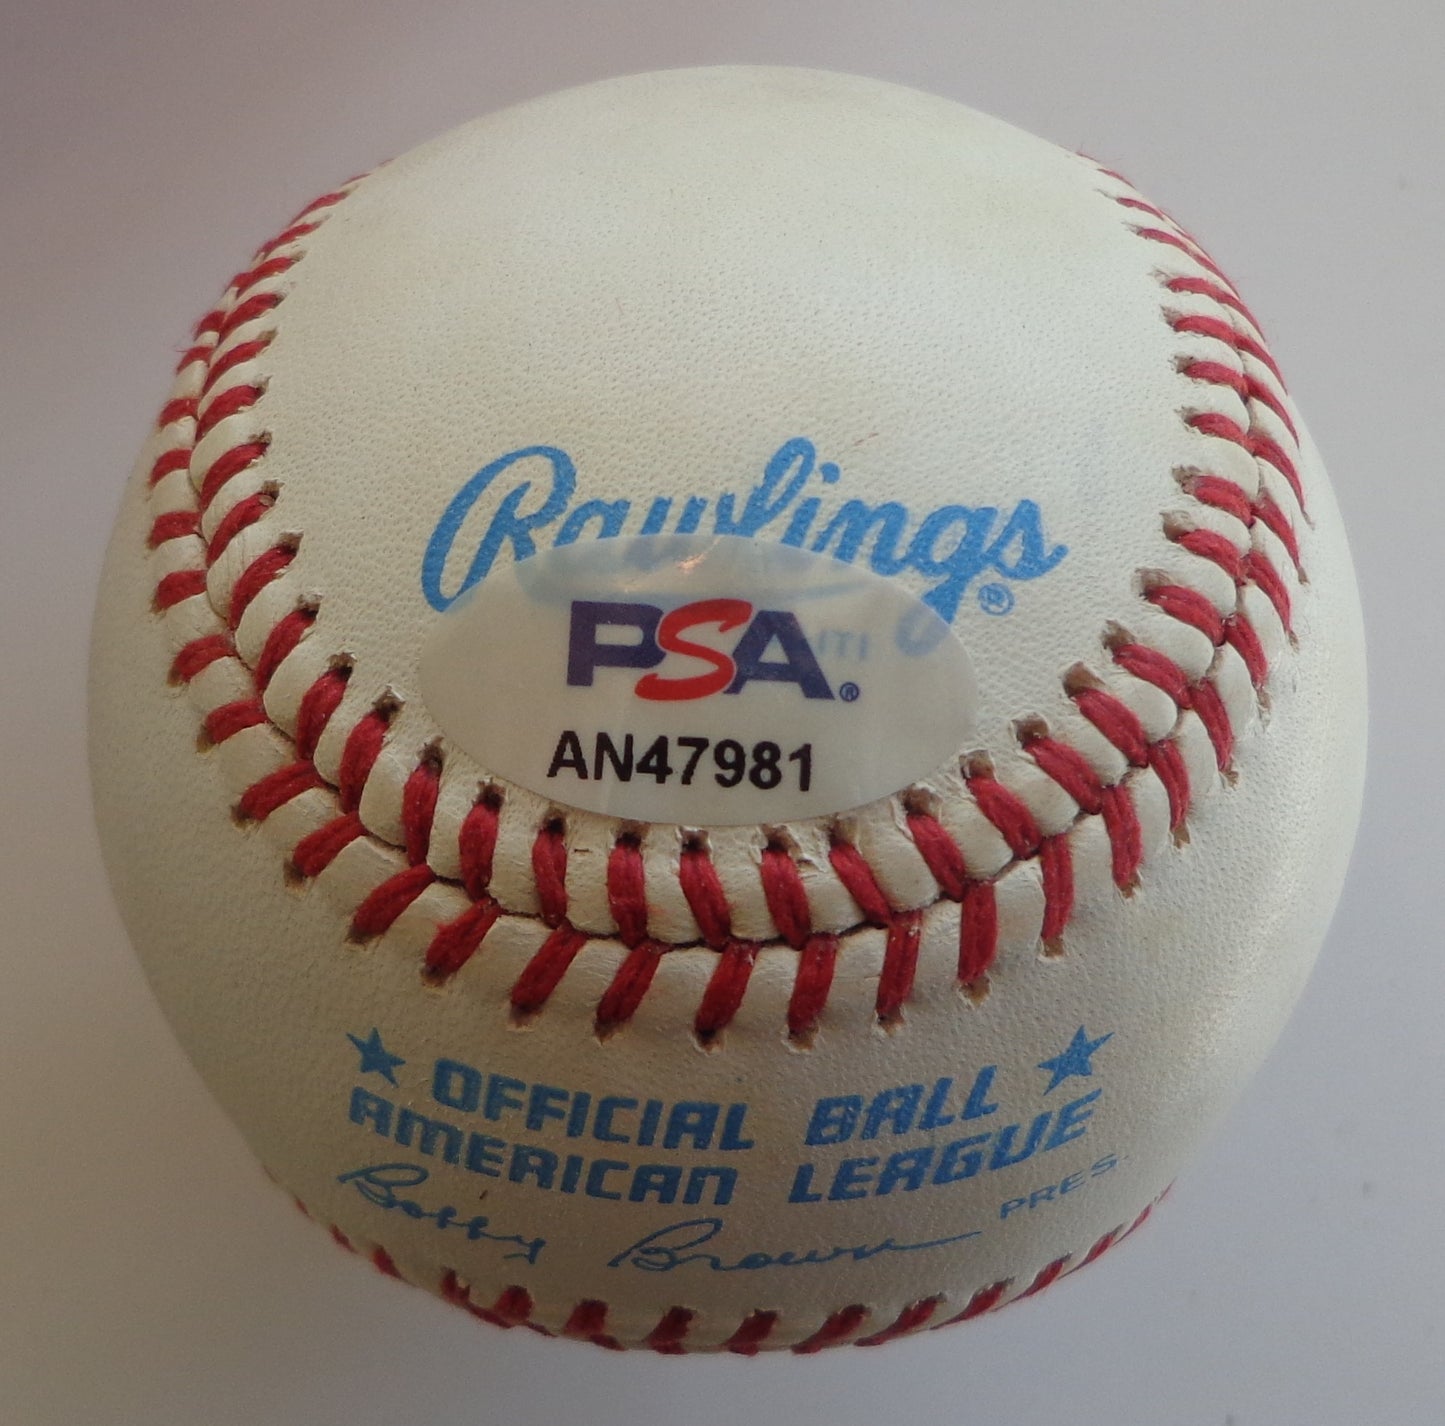 Rawlings®
PSA®
AN47981
OFFICIAL BALL
AMERICAN LEAGUE
Bobby Brown PRES.